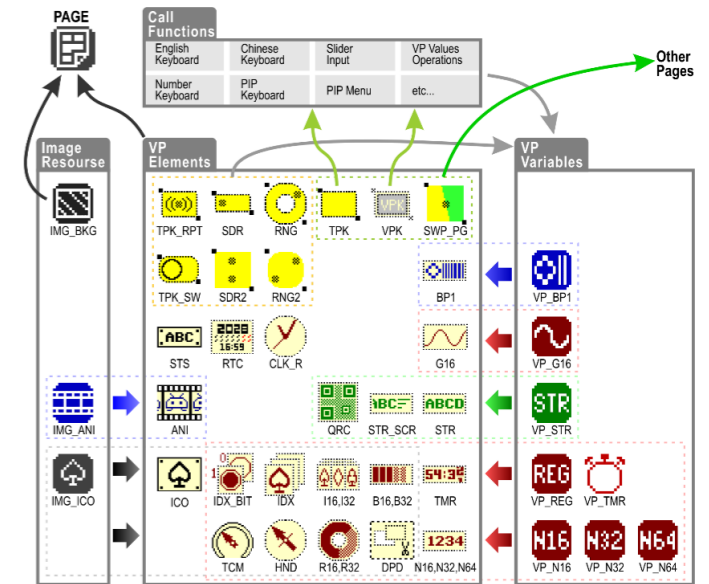 PAGE
Call
Functions
English
Keyboard
Chinese
Keyboard
Slider
Input
VP Values
Operations
Number
Keyboard
PIP
Keyboard
PIP Menu
etc...
Other
Pages
Image
Resourse
VP
Elements
VP
Variables
IMG_BKG
TPK_RPT
SDR
RNG
TPK
VPK
VPK
SWP_PG
TPK_SW
SDR2
RNG2
BP1
VP_BP1
ABC
STS
2028
16:59
RTC
CLK_R
G16
VP_G16
IMG_ANI
ANI
QRC
ABC
STR_SCR
ABCD
STR
STR
VP_STR
IMG_ICO
ICO
0
1
IDX_BIT
IDX
I16,I32
B16,B32
TMR
REG
VP_REG
VP_TMR
TCM
HND
R16,R32
DPD
1234
N16,N32,N64
N16
VP_N16
N32
VP_N32
N64
VP_N64